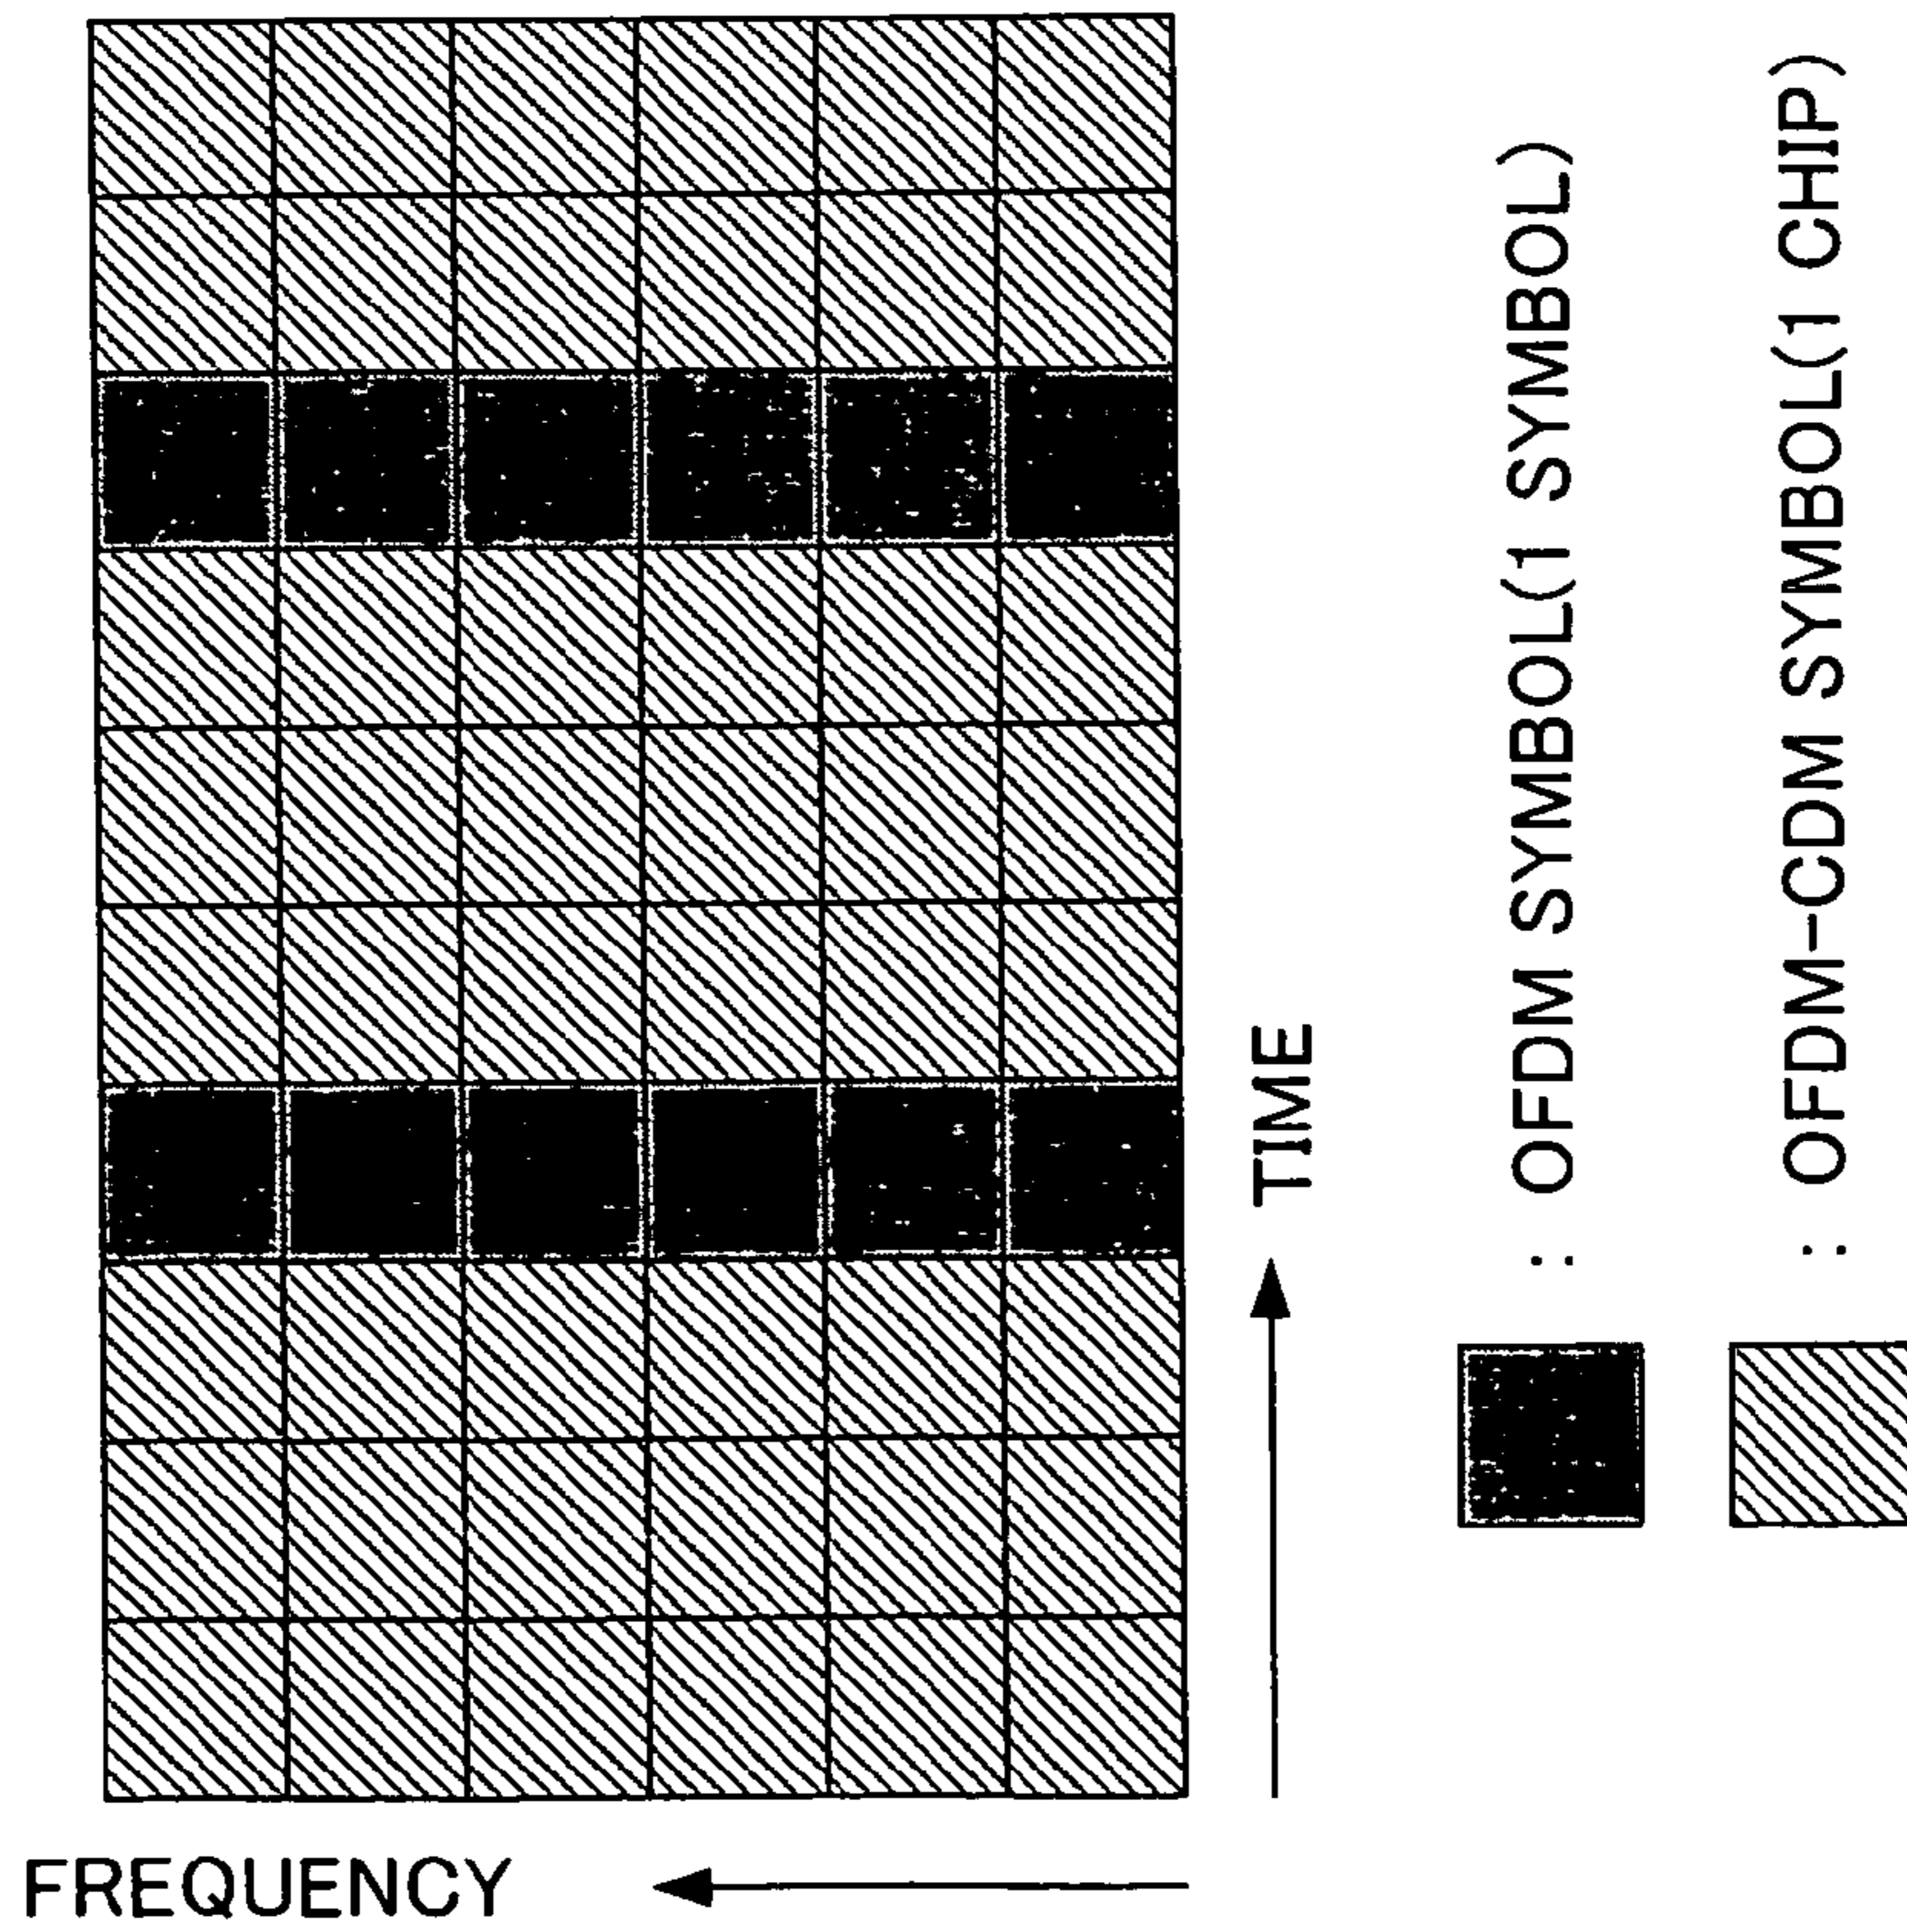 FREQUENCY
TIME
: OFDM SYMBOL(1 SYMBOL)
: OFDM-CDM SYMBOL(1 CHIP)